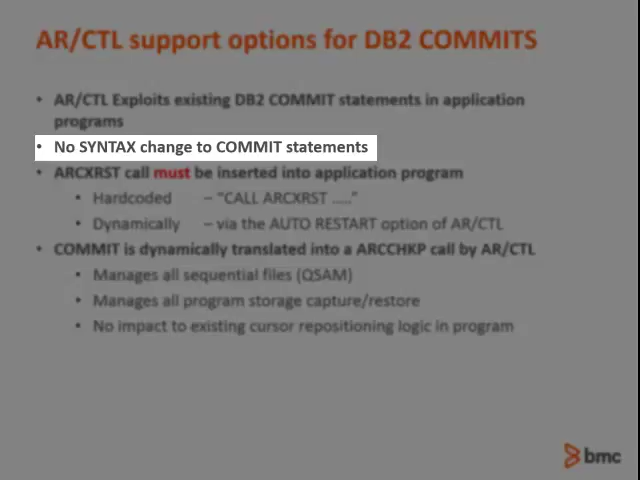 AR/CTL support options for DB2 COMMITS
• AR/CTL Exploits existing DB2 COMMIT statements in application
programs
• No SYNTAX change to COMMIT statements
• ARCXRST call must be inserted into application program
• Hardcoded – "CALL ARCXRST ....."
• Dynamically – via the AUTO RESTART option of AR/CTL
• COMMIT is dynamically translated into a ARCCHKP call by AR/CTL
• Manages all sequential files (QSAM)
• Manages all program storage capture/restore
• No impact to existing cursor repositioning logic in program
bmc